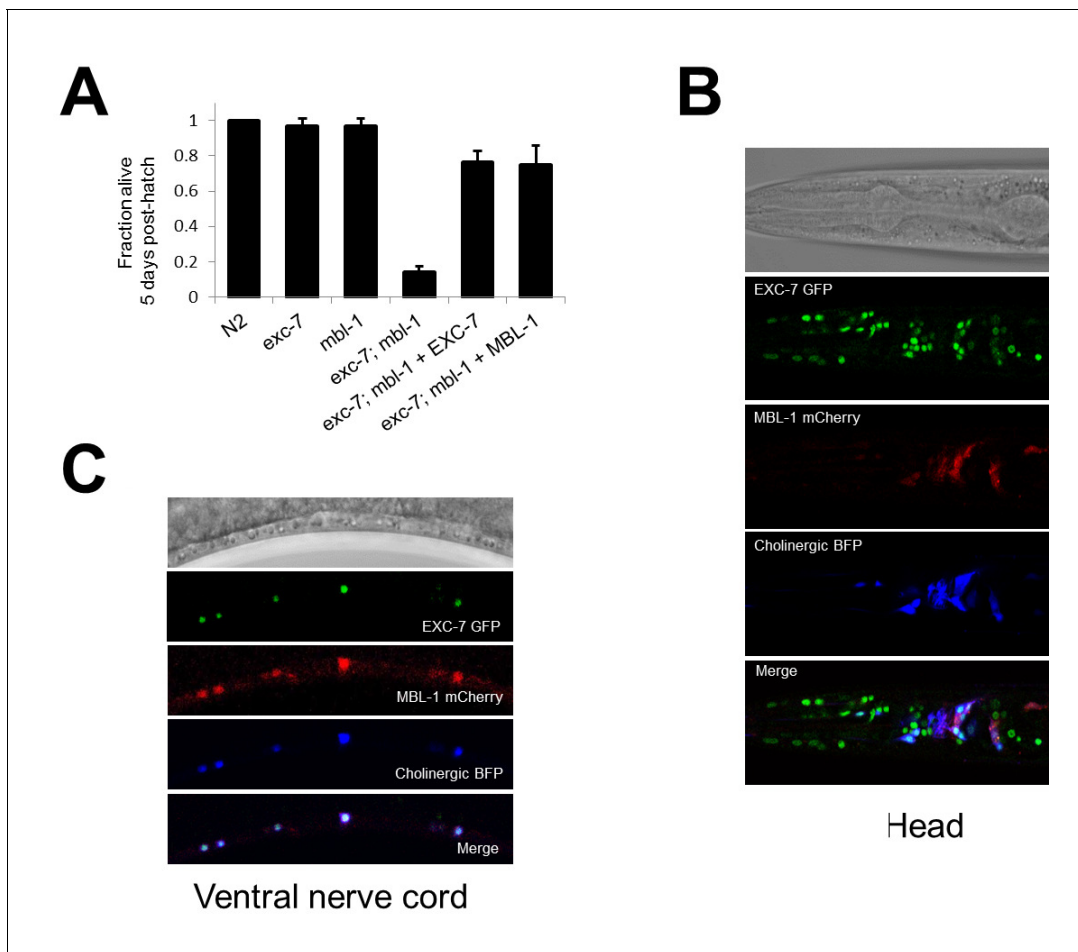 A
Fraction alive
5 days post-hatch
1
0.8
0.6
0.4
0.2
0
N2
exc-7
mbl-1
exc-7; mbl-1
exc-7; mbl-1 + EXC-7
exc-7; mbl-1 + MBL-1
B
EXC-7 GFP
MBL-1 mCherry
Cholinergic BFP
Merge
Head
C
EXC-7 GFP
MBL-1 mCherry
Cholinergic BFP
Merge
Ventral nerve cord